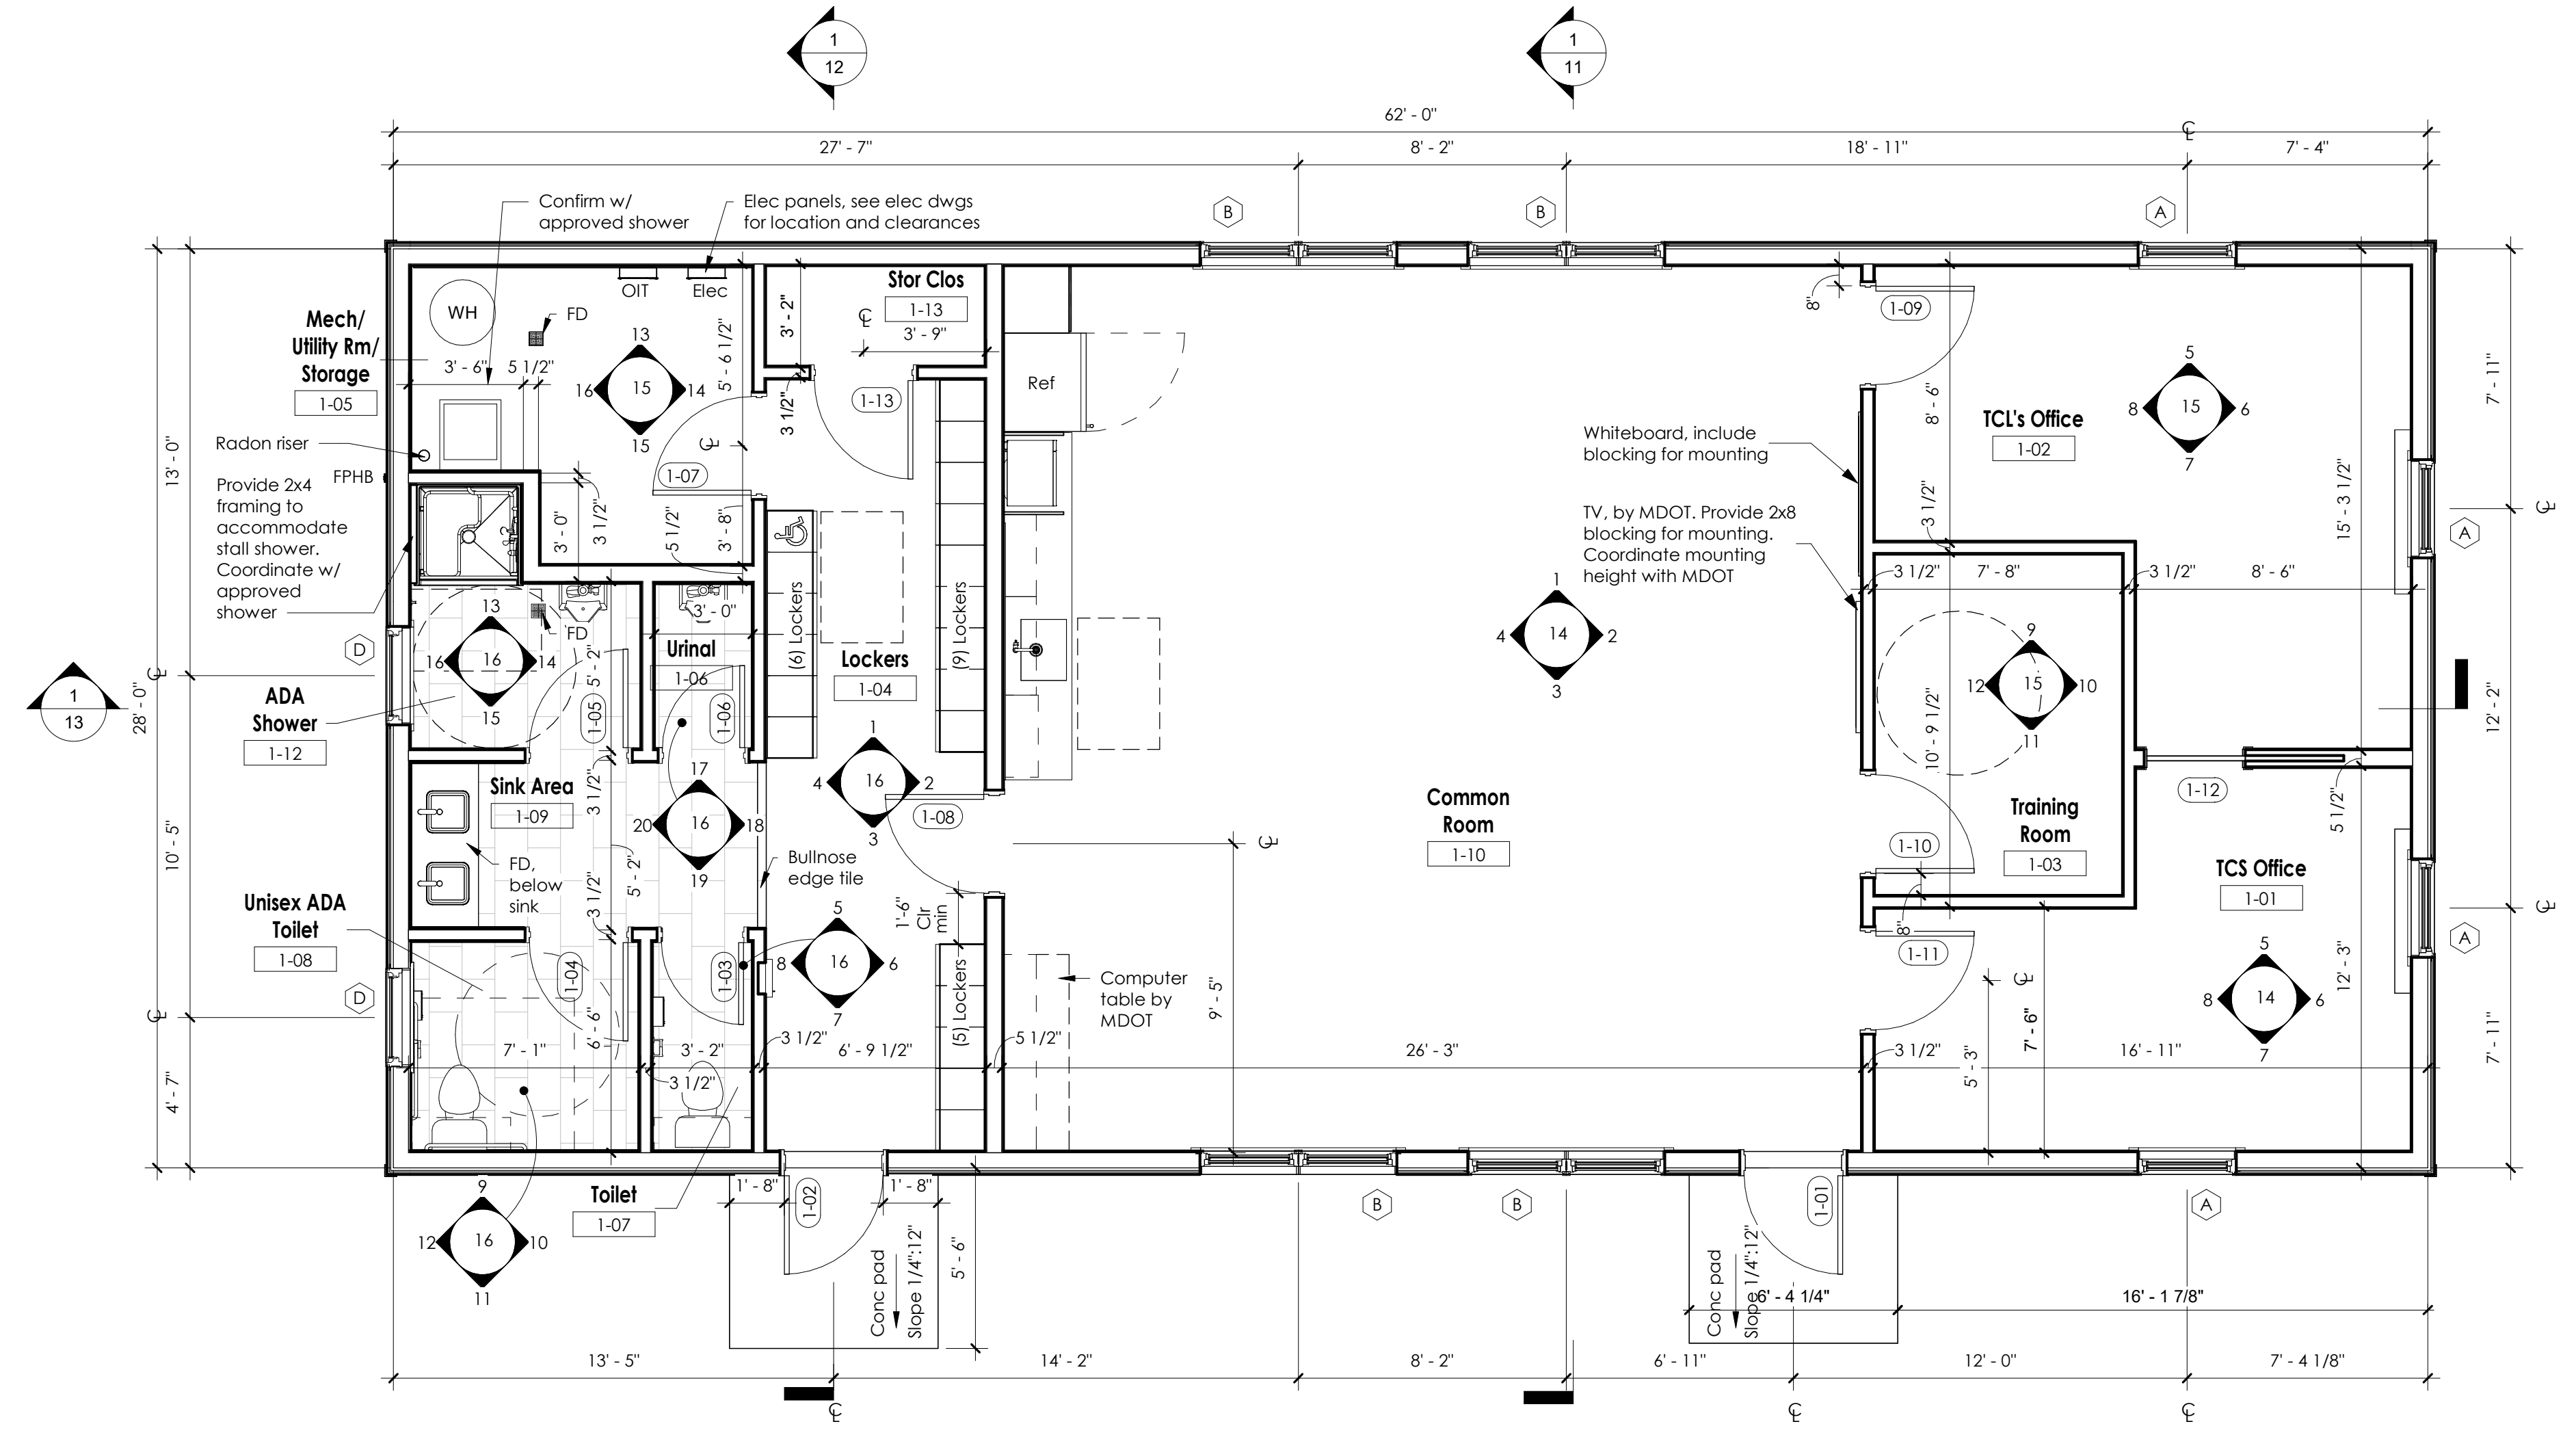 1
12
1
11
62' - 0"
27' - 7"
8' - 2"
18' - 11"
7' - 4"
Confirm w/
approved shower
Elec panels, see elec dwgs
for location and clearances
B
B
A
Mech/
Utility Rm/
Storage
1-05
WH
OIT
Elec
FD
13
16
15
14
15
3' - 6"
5 1/2"
5' - 6 1/2"
3' - 2"
Stor Clos
1-13
3' - 9"
3 1/2"
1-13
Ref
8"
1-09
8' - 6"
TCL's Office
1-02
5
8
15
6
7
7' - 11"
Radon riser
FPHB
Provide 2x4
framing to
accommodate
stall shower.
Coordinate w/
approved
shower
13' - 0"
1-07
3' - 0"
3 1/2"
5 1/2"
3' - 8"
Whiteboard, include
blocking for mounting
TV, by MDOT. Provide 2x8
blocking for mounting.
Coordinate mounting
height with MDOT
3 1/2"
15' - 3 1/2"
A
3 1/2"
7' - 8"
3 1/2"
8' - 6"
D
13
16
16
14
15
FD
5' - 2"
3' - 0"
Urinal
1-06
1-05
1-06
(6) Lockers
Lockers
1-04
(9) Lockers
1
4
14
2
3
9
12
15
10
11
10' - 9 1/2"
12' - 2"
1
13
28' - 0"
ADA
Shower
1-12
Sink Area
1-09
3 1/2"
17
20
16
18
19
1
4
16
2
3
1-08
Common
Room
1-10
Training
Room
1-03
1-10
1-12
5 1/2"
10' - 5"
FD,
below
sink
3 1/2"
5' - 2"
Bullnose
edge tile
1'-6"
Clr
min
TCS Office
1-01
8"
1-11
A
Unisex ADA
Toilet
1-08
D
1-04
1-03
5
8
16
6
7
(5) Lockers
Computer
table by
MDOT
9' - 5"
5
8
14
6
7
12' - 3"
7' - 6"
5' - 3"
7' - 11"
4' - 7"
7' - 1"
6' - 6"
3' - 2"
3 1/2"
3 1/2"
6' - 9 1/2"
5 1/2"
26' - 3"
3 1/2"
16' - 11"
9
12
16
10
11
Toilet
1-07
1' - 8"
1-02
1' - 8"
Conc pad
Slope 1/4":12"
5' - 6"
B
B
1-01
Conc pad
Slope 1/4":12"
6' - 4 1/4"
16' - 1 7/8"
A
13' - 5"
14' - 2"
8' - 2"
6' - 11"
12' - 0"
7' - 4 1/8"